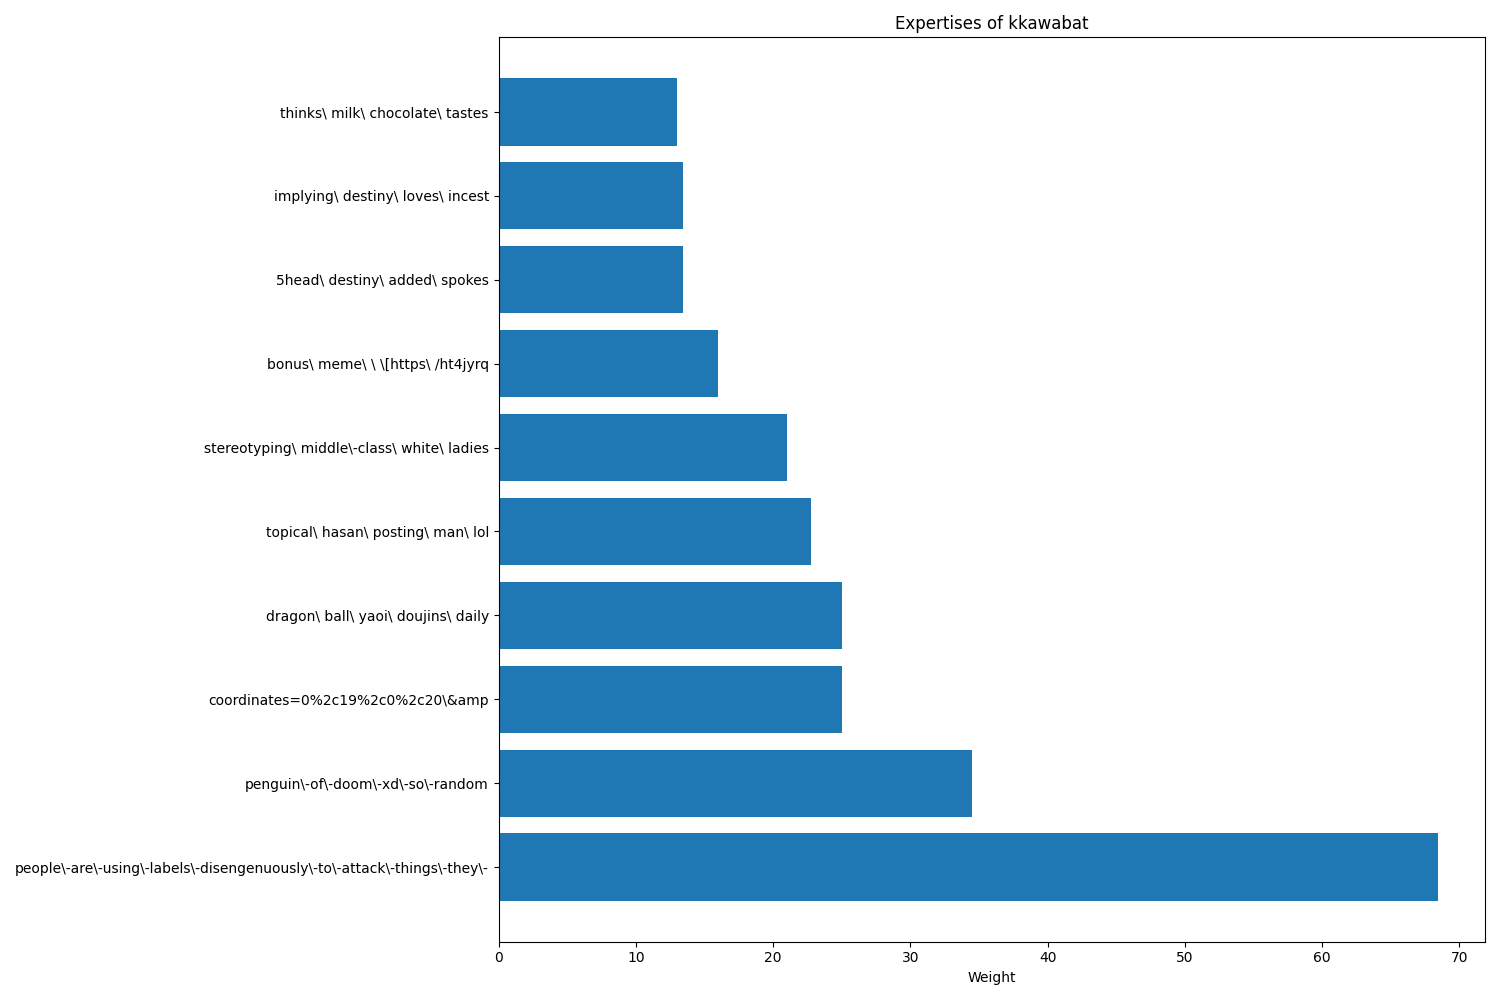 Expertises of kkawabat
thinks\ milk\ chocolate\ tastes
implying\ destiny\ loves\ incest
5head\ destiny\ added\ spokes
bonus\ meme\ \ \[https\ /ht4jyrq
stereotyping\ middle\-class\ white\ ladies
topical\ hasan\ posting\ man\ lol
dragon\ ball\ yaoi\ doujins\ daily
coordinates=0%2c19%2c0%2c20\&amp
penguin\-of\-doom\-xd\-so\-random
people\-are\-using\-labels\-disengenuously\-to\-attack\-things\-they\-
0 10 20 30 40 50 60 70
Weight